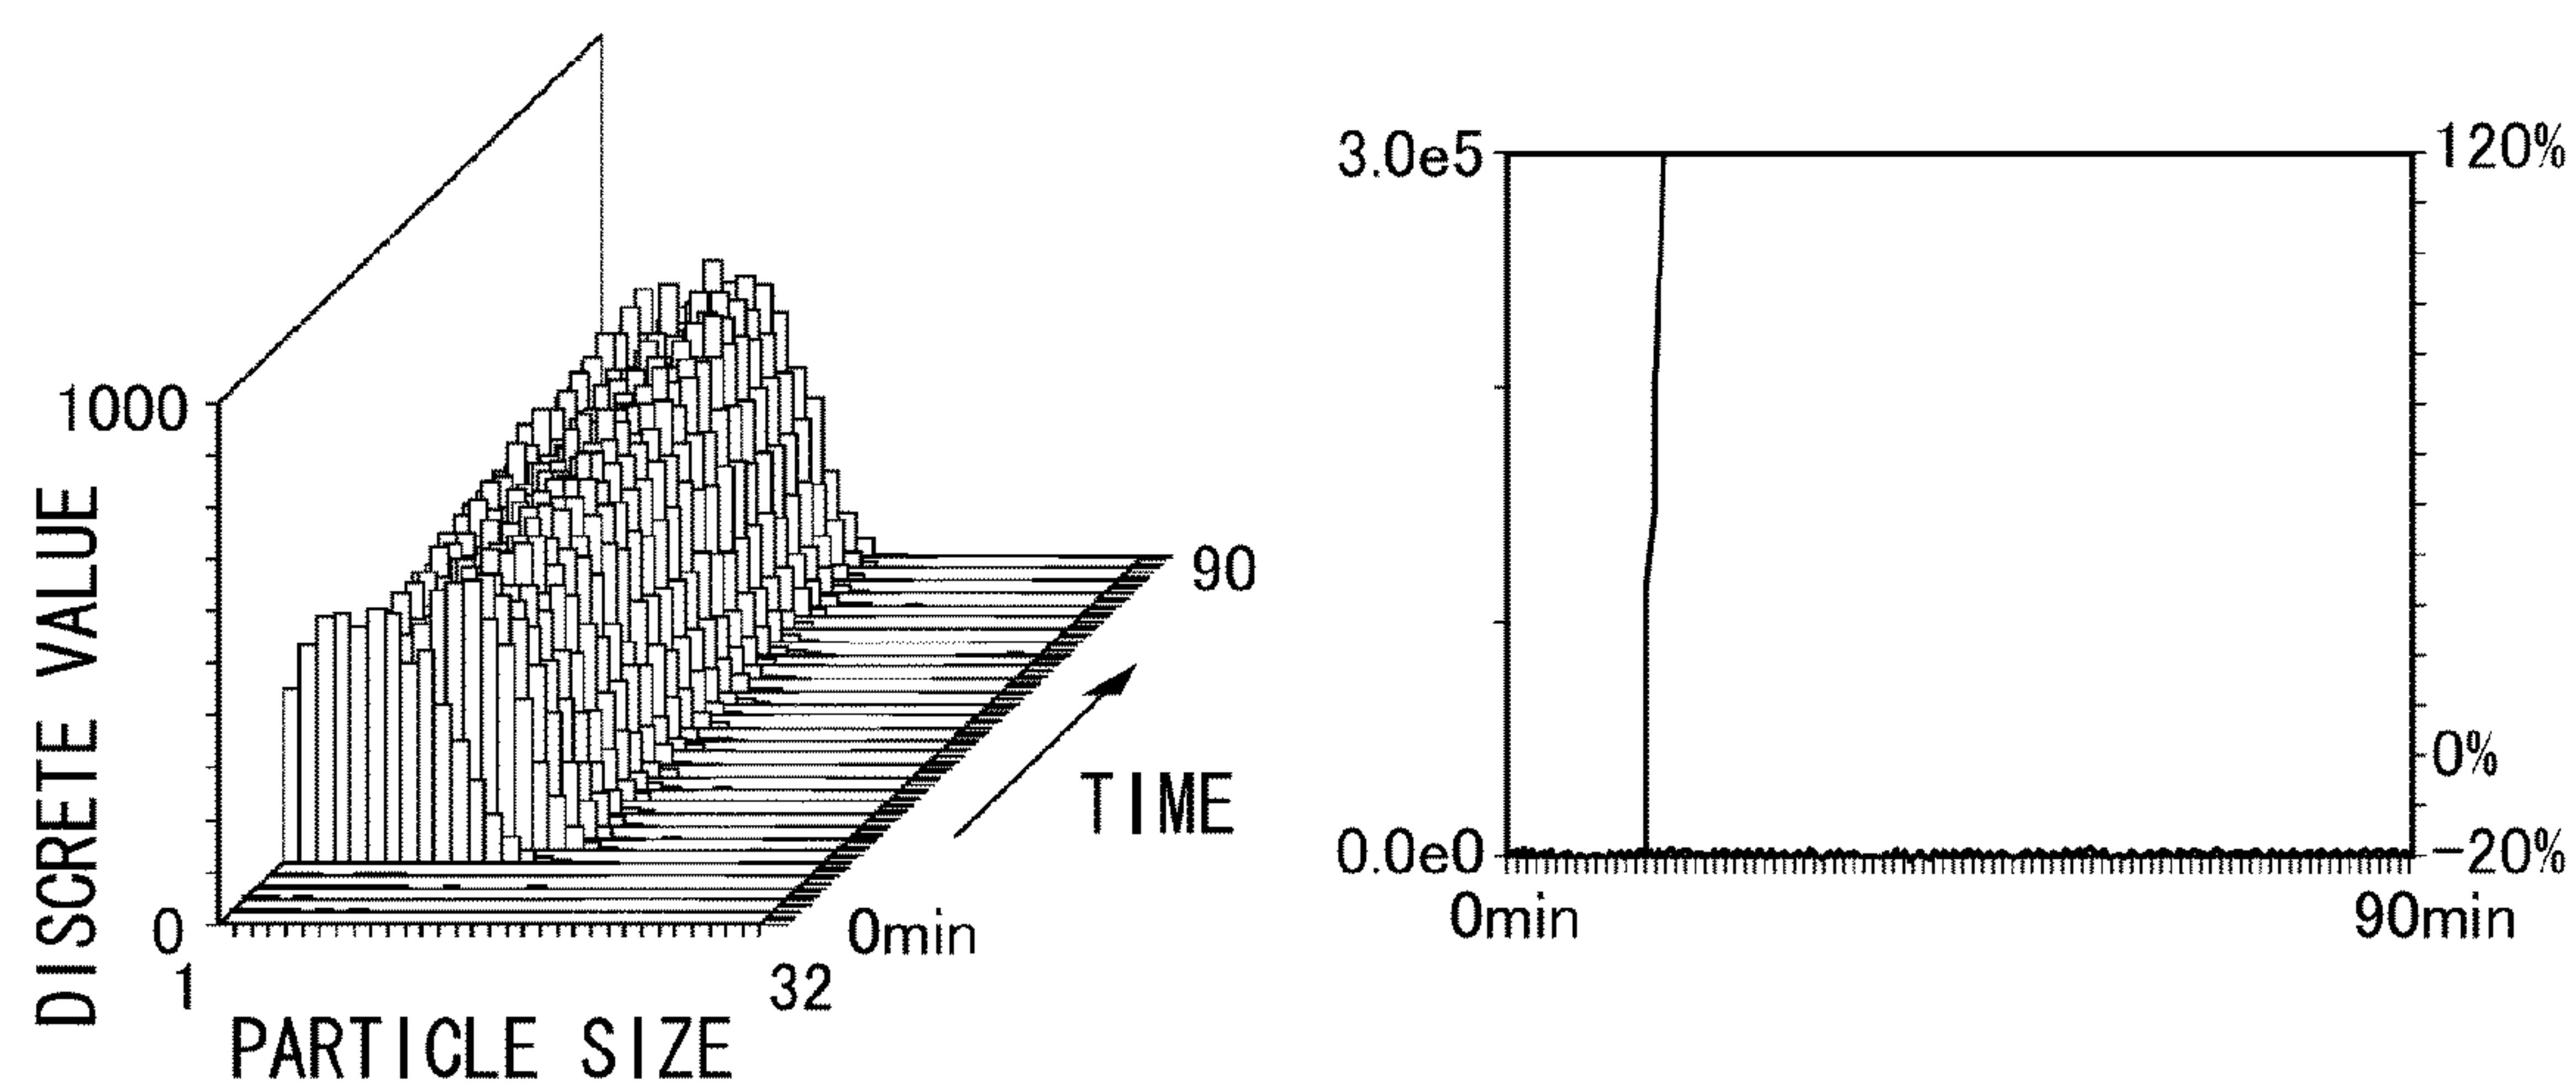 DISCRETE VALUE
1000
0
1
32
PARTICLE SIZE
0min
90
TIME
3.0e5
0.0e0
0min
90min
120%
0%
-20%